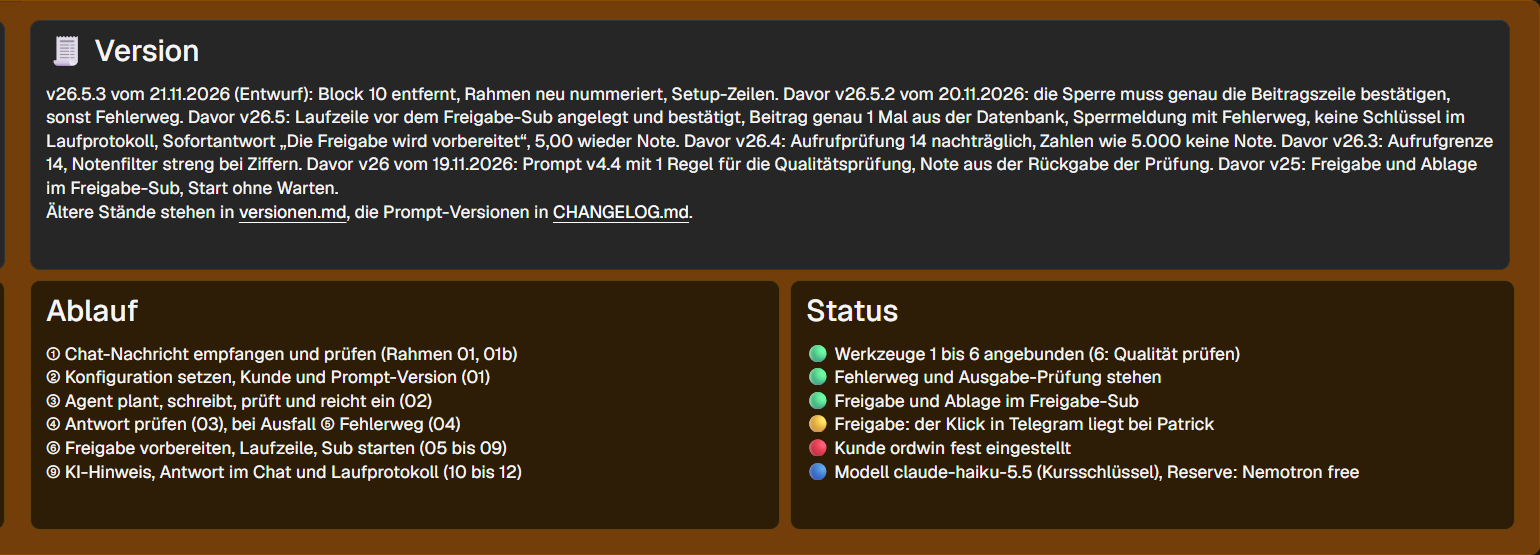 Version
v26.5.3 vom 21.11.2026 (Entwurf): Block 10 entfernt, Rahmen neu nummeriert, Setup-Zeilen. Davor v26.5.2 vom 20.11.2026: die Sperre muss genau die Beitragszeile bestätigen,
sonst Fehlerweg. Davor v26.5: Laufzeile vor dem Freigabe-Sub angelegt und bestätigt, Beitrag genau 1 Mal aus der Datenbank, Sperrmeldung mit Fehlerweg, keine Schlüssel im
Laufprotokoll, Sofortantwort „Die Freigabe wird vorbereitet“, 5,00 wieder Note. Davor v26.4: Aufrufprüfung 14 nachträglich, Zahlen wie 5.000 keine Note. Davor v26.3: Aufrufgrenze
14, Notenfilter streng bei Ziffern. Davor v26 vom 19.11.2026: Prompt v4.4 mit 1 Regel für die Qualitätsprüfung, Note aus der Rückgabe der Prüfung. Davor v25: Freigabe und Ablage
im Freigabe-Sub, Start ohne Warten.
Ältere Stände stehen in versionen.md, die Prompt-Versionen in CHANGELOG.md.
Ablauf
① Chat-Nachricht empfangen und prüfen (Rahmen 01, 01b)
② Konfiguration setzen, Kunde und Prompt-Version (01)
③ Agent plant, schreibt, prüft und reicht ein (02)
④ Antwort prüfen (03), bei Ausfall ⑤ Fehlerweg (04)
⑥ Freigabe vorbereiten, Laufzeile, Sub starten (05 bis 09)
⑨ KI-Hinweis, Antwort im Chat und Laufprotokoll (10 bis 12)
Status
Werkzeuge 1 bis 6 angebunden (6: Qualität prüfen)
Fehlerweg und Ausgabe-Prüfung stehen
Freigabe und Ablage im Freigabe-Sub
Freigabe: der Klick in Telegram liegt bei Patrick
Kunde ordwin fest eingestellt
Modell claude-haiku-5.5 (Kursschlüssel), Reserve: Nemotron free